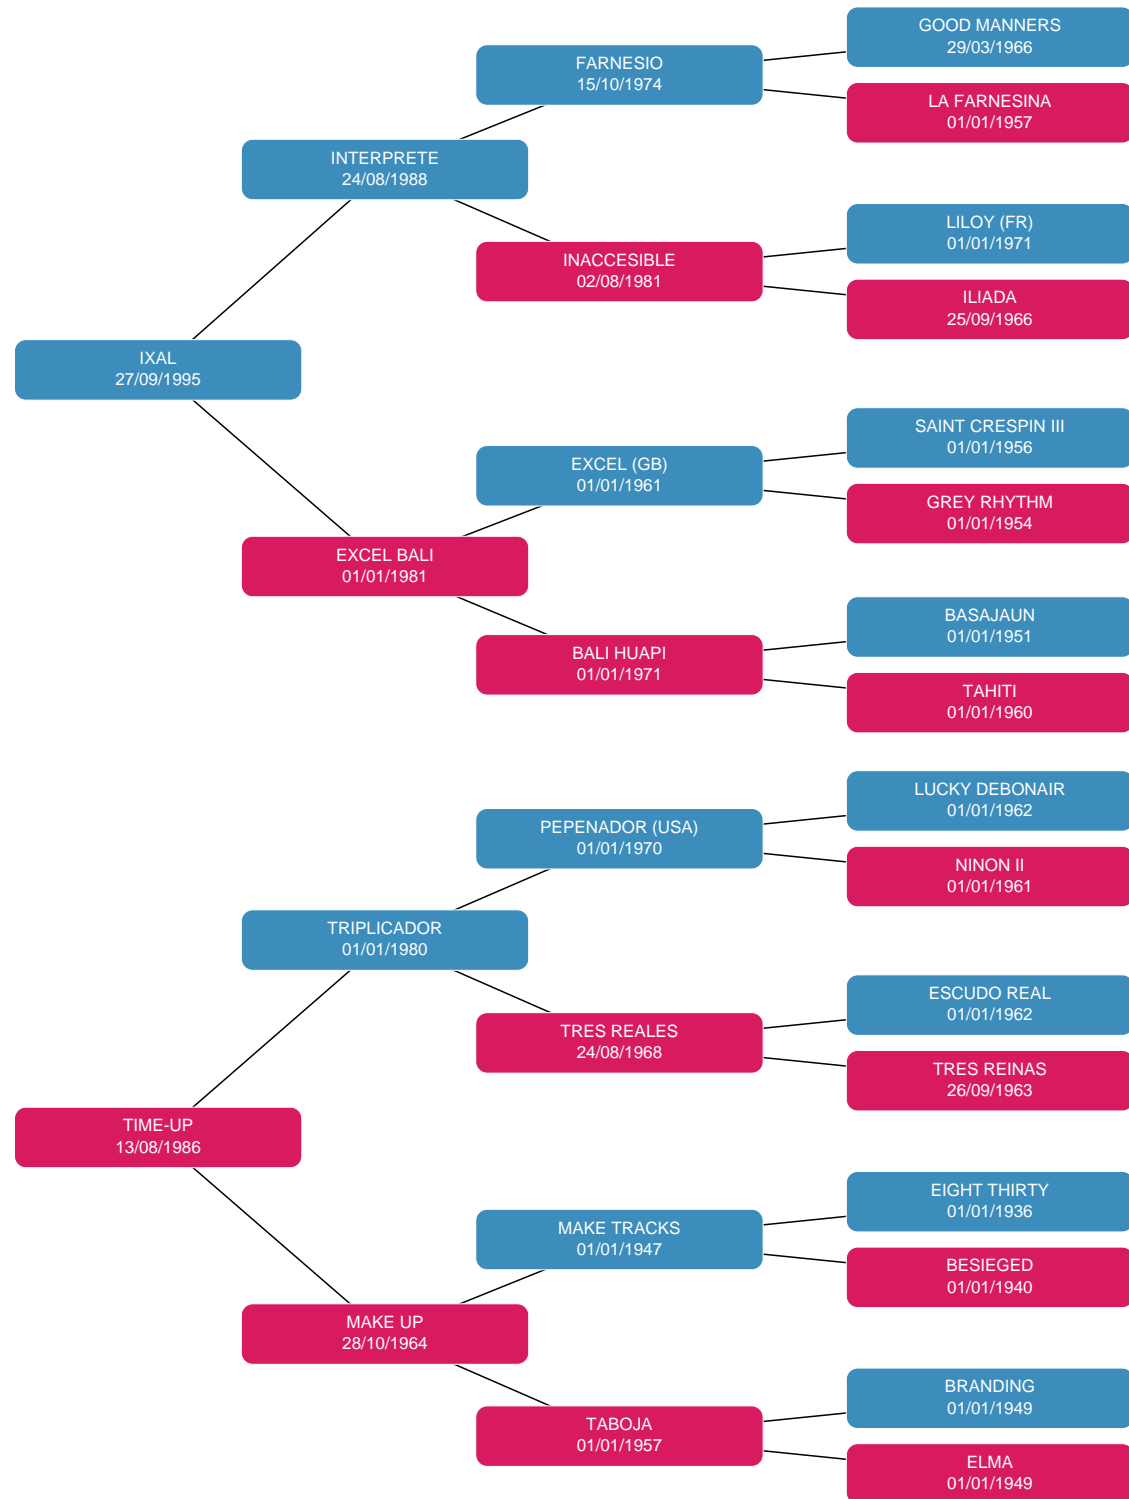 GOOD MANNERS
29/03/1966
FARNESIO
15/10/1974
LA FARNESINA
01/01/1957
INTERPRETE
24/08/1988
LILOY (FR)
01/01/1971
INACCESIBLE
02/08/1981
ILIADA
25/09/1966
IXAL
27/09/1995
SAINT CRESPIN III
01/01/1956
EXCEL (GB)
01/01/1961
GREY RHYTHM
01/01/1954
EXCEL BALI
01/01/1981
BASAJAUN
01/01/1951
BALI HUAPI
01/01/1971
TAHITI
01/01/1960
LUCKY DEBONAIR
01/01/1962
PEPENADOR (USA)
01/01/1970
NINON II
01/01/1961
TRIPLICADOR
01/01/1980
ESCUDO REAL
01/01/1962
TRES REALES
24/08/1968
TRES REINAS
26/09/1963
TIME-UP
13/08/1986
EIGHT THIRTY
01/01/1936
MAKE TRACKS
01/01/1947
BESIEGED
01/01/1940
MAKE UP
28/10/1964
BRANDING
01/01/1949
TABOJA
01/01/1957
ELMA
01/01/1949